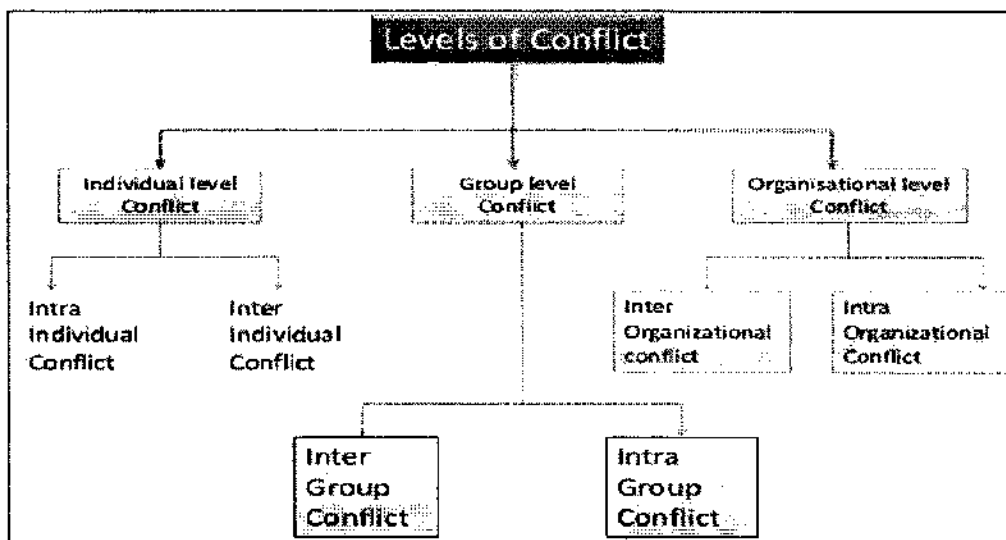 Levels of Conflict
Individual level
Conflict
Group level
Conflict
Organisational level
Conflict
Intra
Individual
Conflict
Inter
Individual
Conflict
Inter
Organizational
conflict
Intra
Organizational
Conflict
Inter
Group
Conflict
Intra
Group
Conflict